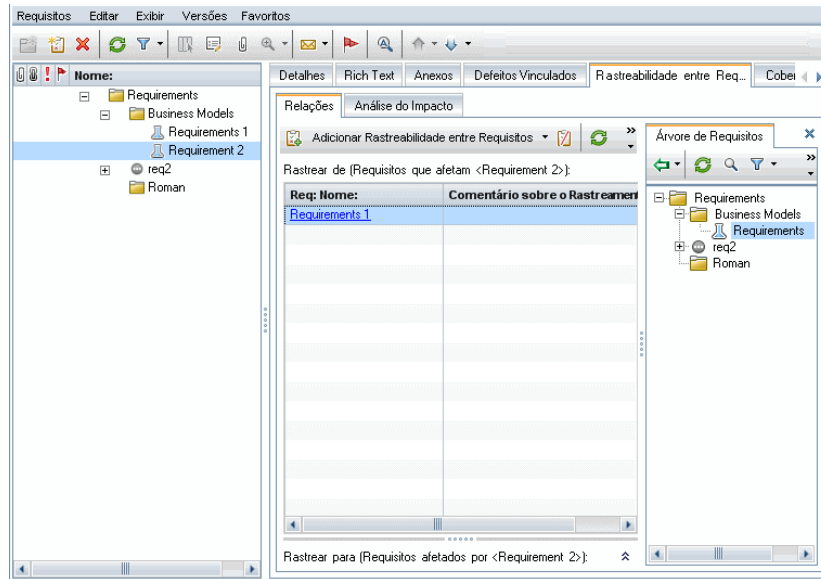 Requisitos Editar Exibir Versões Favoritos
Nome:
Requirements
Business Models
Requirements 1
Requirement 2
req2
Roman
Detalhes Rich Text Anexos Defeitos Vinculados Rastreabilidade entre Req... Cober
Relações Análise do Impacto
Adicionar Rastreabilidade entre Requisitos
Rastrear de (Requisitos que afetam <Requirement 2>):
Req: Nome: Comentário sobre o Rastreament
Requirements 1
Rastrear para (Requisitos afetados por <Requirement 2>):
Árvore de Requisitos
Requirements
Business Models
Requirements
req2
Roman